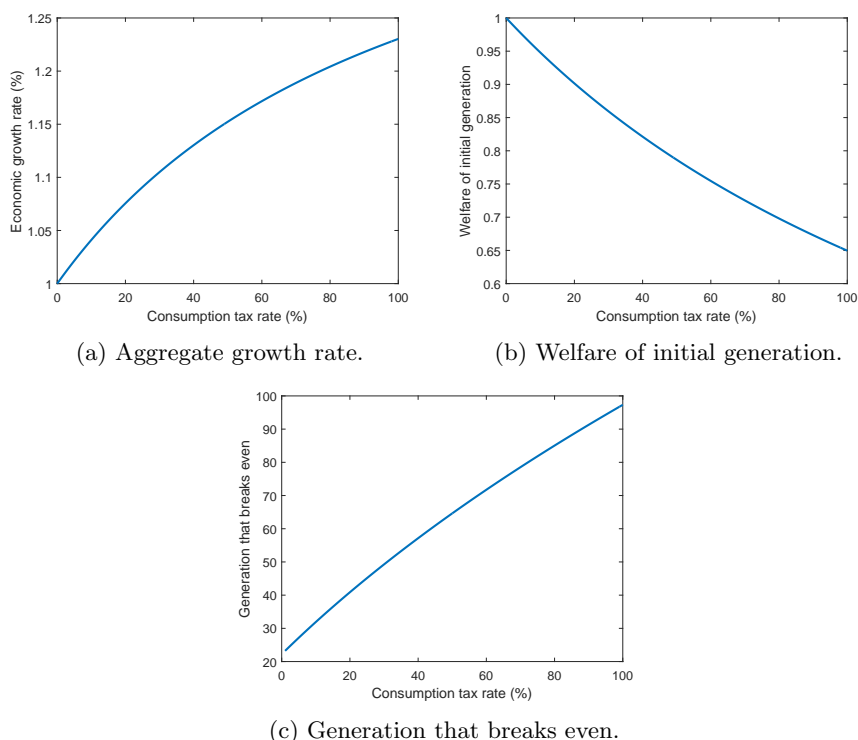 1.25
1.2
1.15
1.1
1.05
1
Economic growth rate (%)
0 20 40 60 80 100
Consumption tax rate (%)
(a) Aggregate growth rate.
1
0.95
0.9
0.85
0.8
0.75
0.7
0.65
0.6
Welfare of initial generation
0 20 40 60 80 100
Consumption tax rate (%)
(b) Welfare of initial generation.
100
90
80
70
60
50
40
30
20
Generation that breaks even
0 20 40 60 80 100
Consumption tax rate (%)
(c) Generation that breaks even.